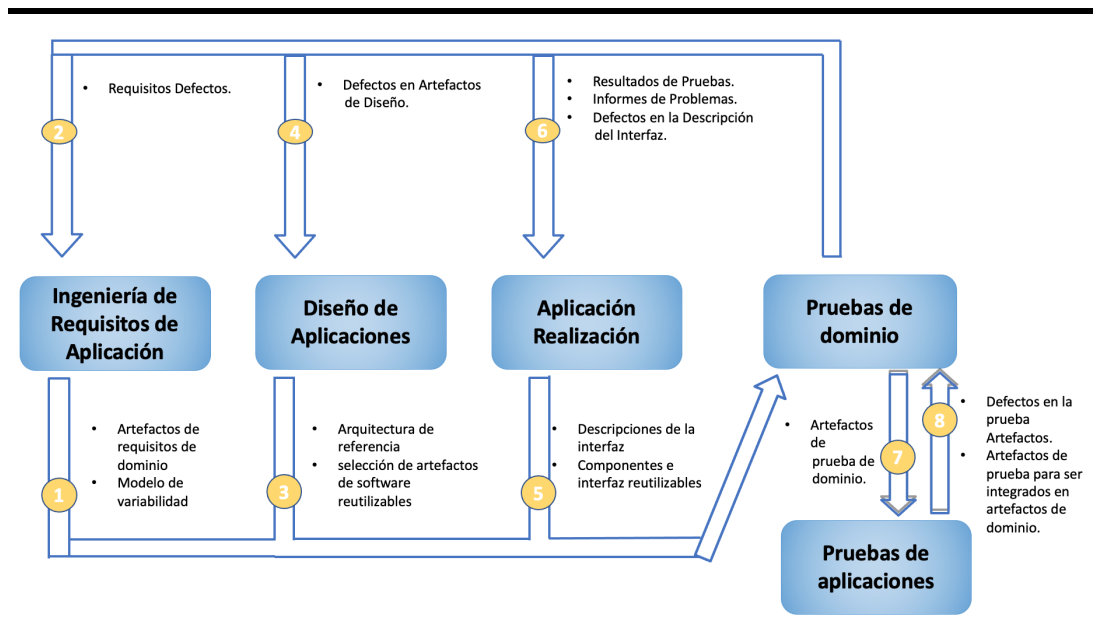 • Requisitos Defectos.
2
• Defectos en Artefactos
de Diseño.
4
• Resultados de Pruebas.
• Informes de Problemas.
• Defectos en la Descripción
del Interfaz.
6
Ingeniería de
Requisitos de
Aplicación
Diseño de
Aplicaciones
Aplicación
Realización
Pruebas de
dominio
• Artefactos de
requisitos de
dominio
• Modelo de
variabilidad
1
• Arquitectura de
referencia
• selección de artefactos
de software
reutilizables
3
• Descripciones de la
interfaz
• Componentes e
interfaz reutilizables
5
• Artefactos
de
prueba de
dominio.
7
8
• Defectos en la
prueba
Artefactos.
• Artefactos de
prueba para ser
integrados en
artefactos de
dominio.
Pruebas de
aplicaciones